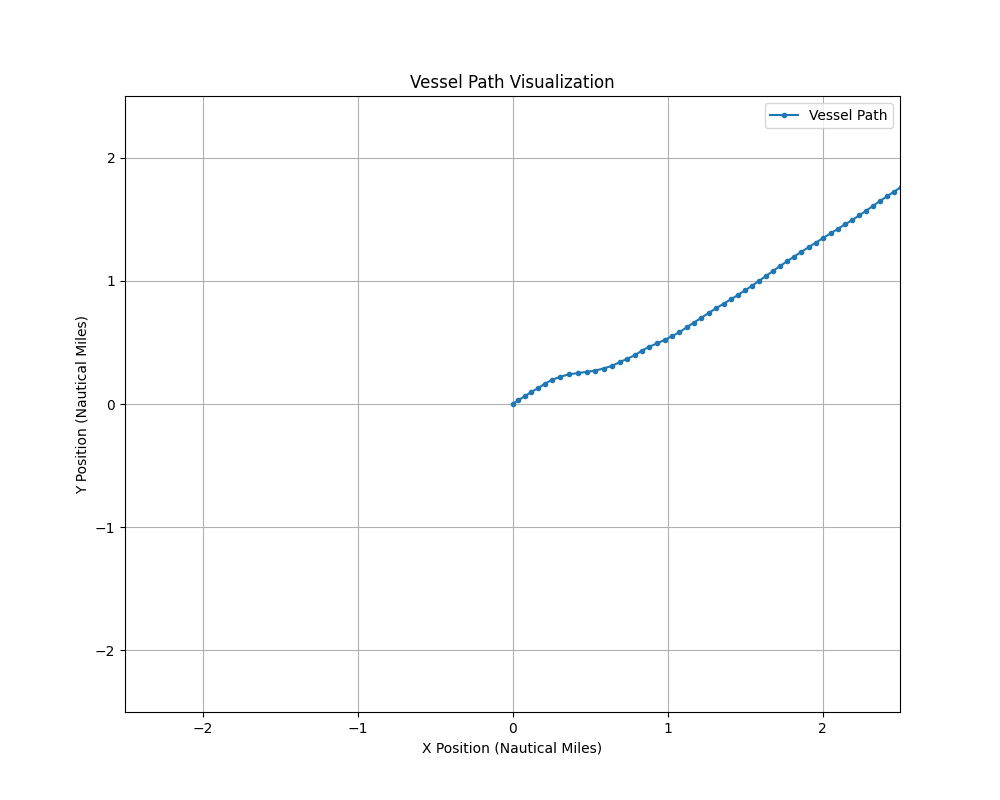 Vessel Path Visualization
Vessel Path
2
1
0
−1
−2
Y Position (Nautical Miles)
−2
−1
0
1
2
X Position (Nautical Miles)